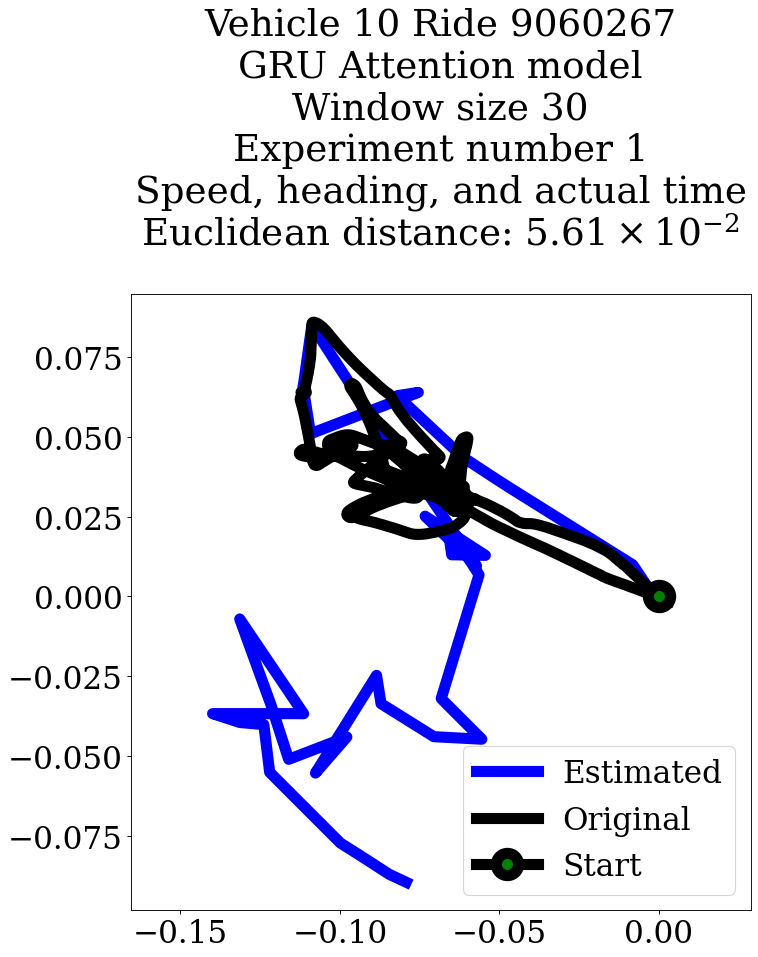 Vehicle 10 Ride 9060267
GRU Attention model
Window size 30
Experiment number 1
Speed, heading, and actual time
Euclidean distance: 5.61 × 10⁻²
0.075
0.050
0.025
0.000
−0.025
−0.050
−0.075
Estimated
Original
Start
−0.15
−0.10
−0.05
0.00